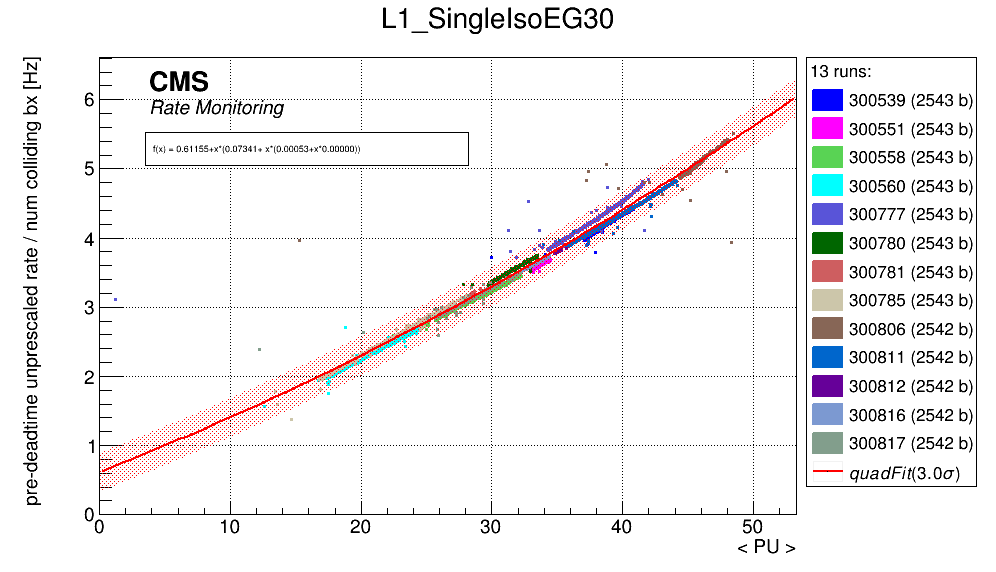 L1_SingleIsoEG30
pre-deadtime unprescaled rate / num colliding bx [Hz]
CMS
Rate Monitoring
f(x) = 0.61155+x*(0.07341+ x*(0.00053+x*0.00000))
6
5
4
3
2
1
0
0 10 20 30 40 50
< PU >
13 runs:
300539 (2543 b)
300551 (2543 b)
300558 (2543 b)
300560 (2543 b)
300777 (2543 b)
300780 (2543 b)
300781 (2543 b)
300785 (2543 b)
300806 (2542 b)
300811 (2542 b)
300812 (2542 b)
300816 (2542 b)
300817 (2542 b)
quadFit(3.0σ)